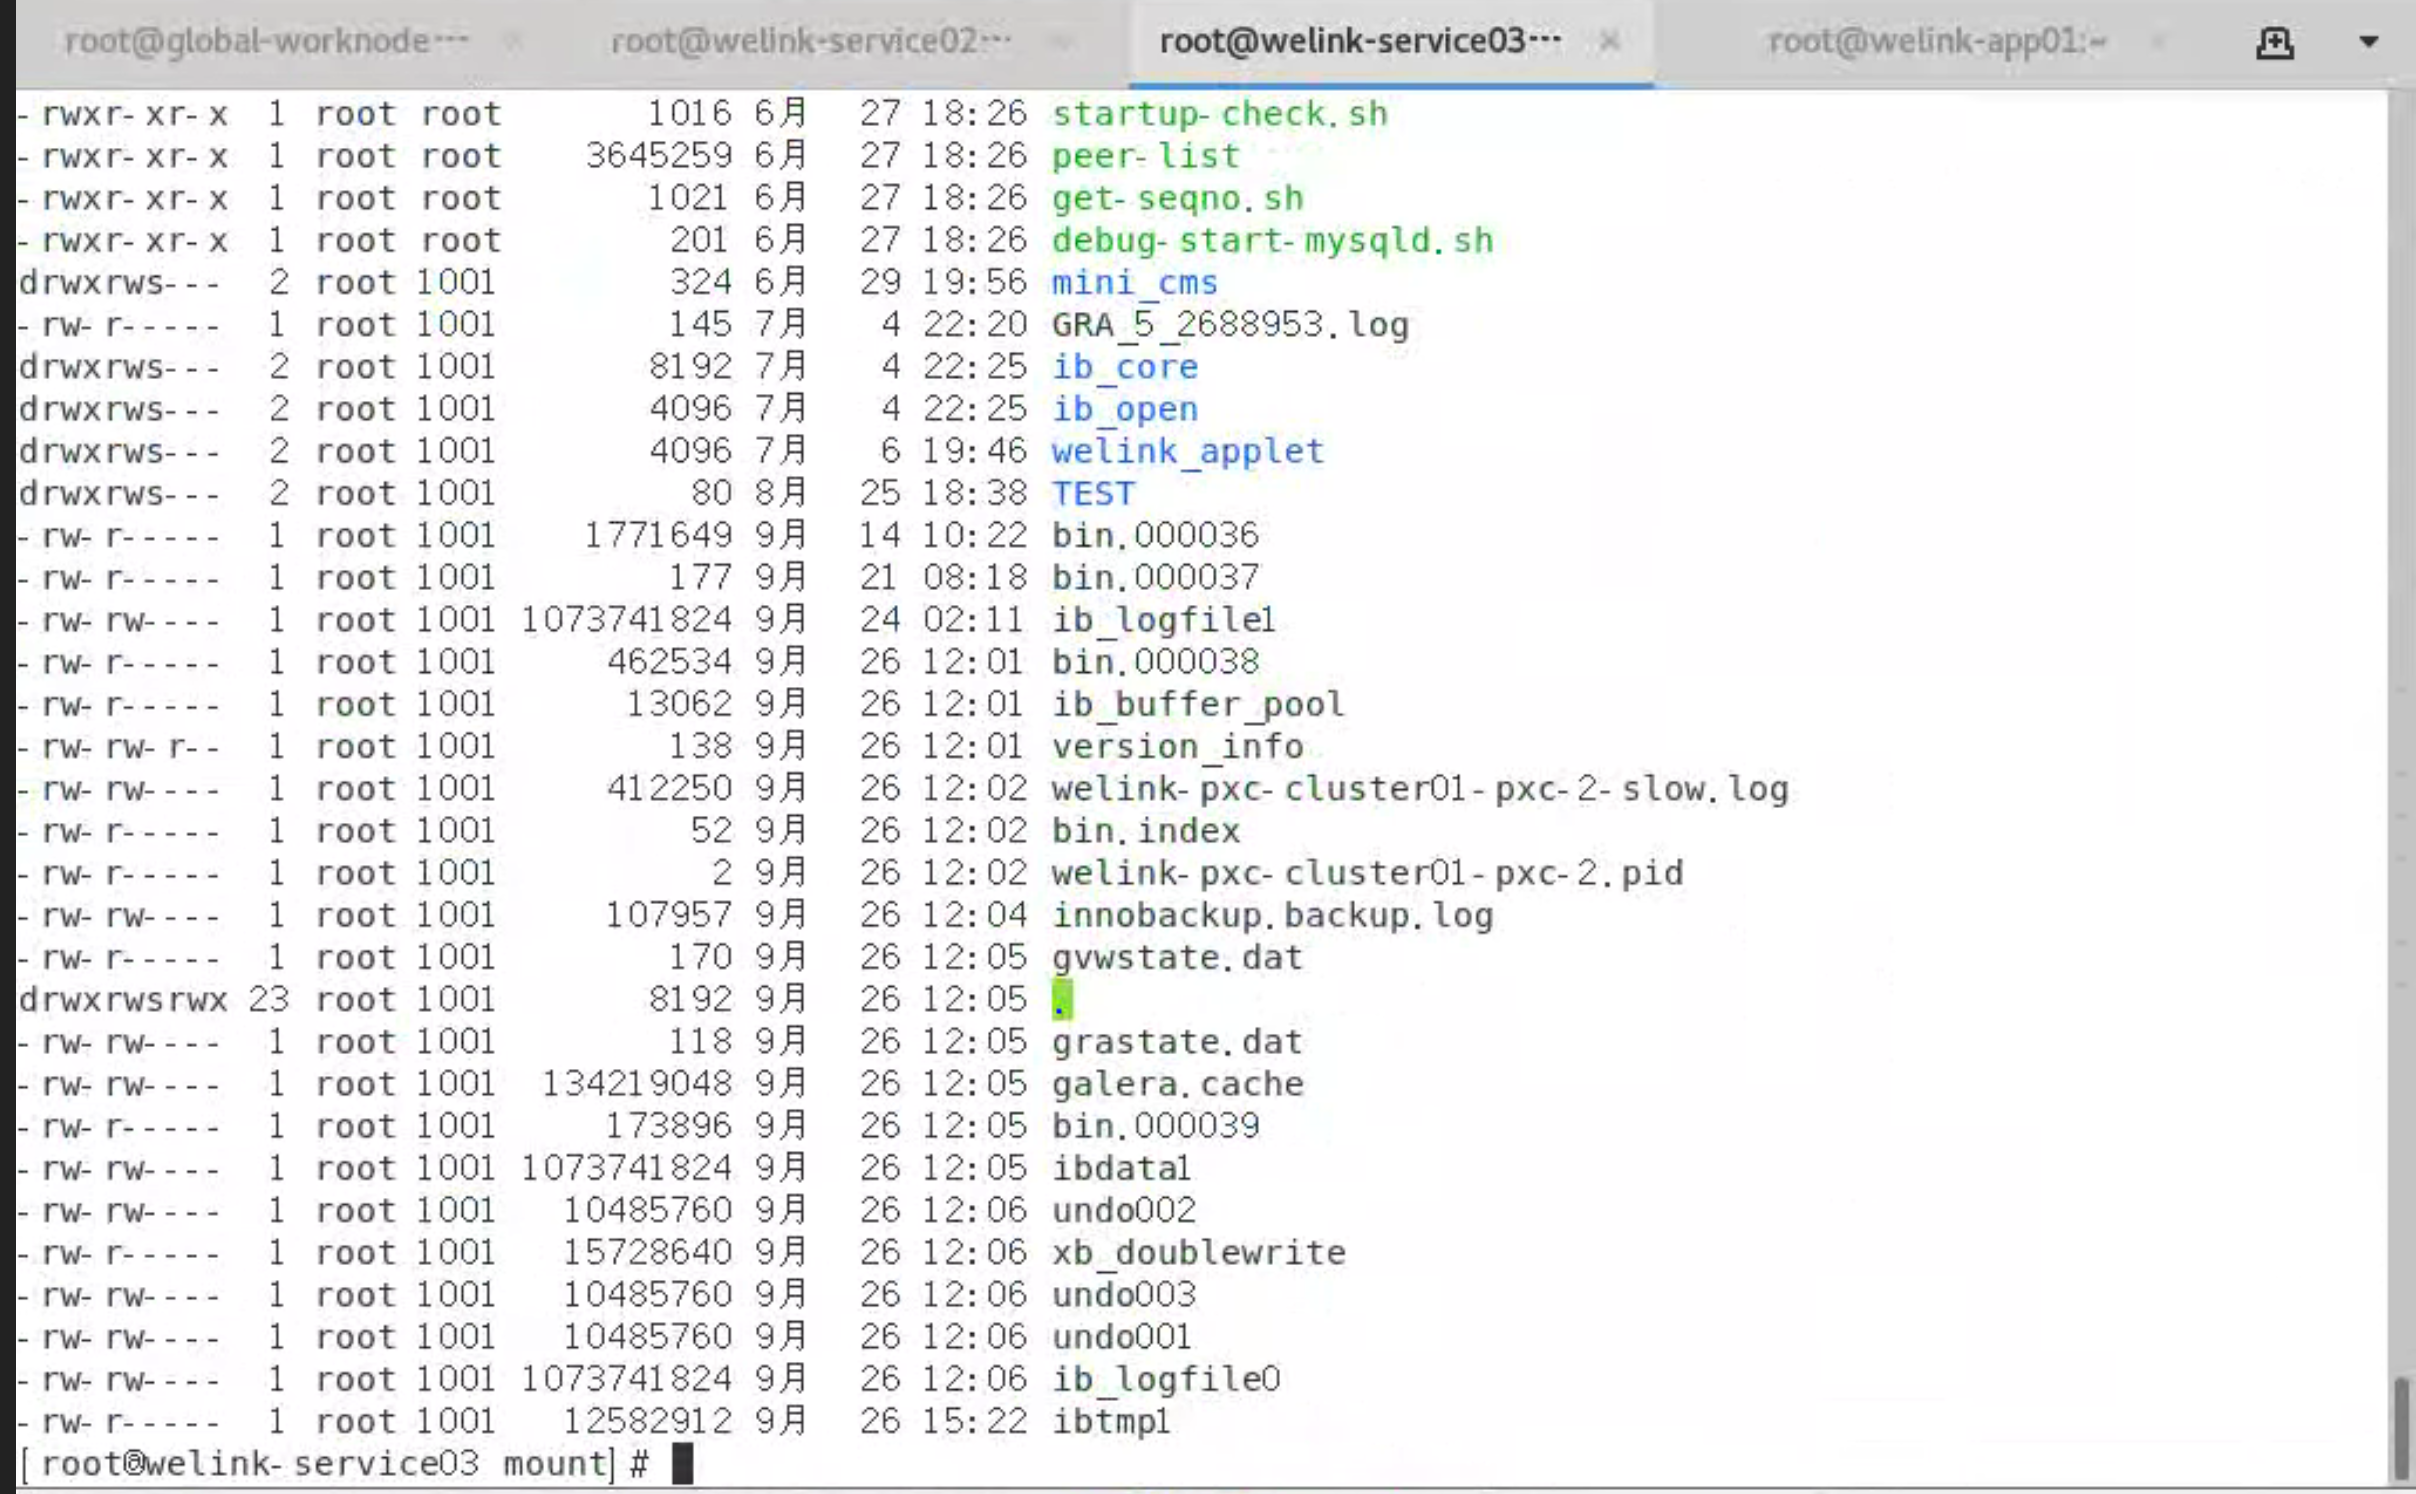 root@global-worknode··· root@welink-service02··· root@welink-service03··· root@welink-app01:~
-rwxr-xr-x 1 root root 1016 6月 27 18:26 startup-check.sh
-rwxr-xr-x 1 root root 3645259 6月 27 18:26 peer-list
-rwxr-xr-x 1 root root 1021 6月 27 18:26 get-seqno.sh
-rwxr-xr-x 1 root root 201 6月 27 18:26 debug-start-mysqld.sh
drwxrws--- 2 root 1001 324 6月 29 19:56 mini_cms
-rw-r----- 1 root 1001 145 7月 4 22:20 GRA_5_2688953.log
drwxrws--- 2 root 1001 8192 7月 4 22:25 ib_core
drwxrws--- 2 root 1001 4096 7月 4 22:25 ib_open
drwxrws--- 2 root 1001 4096 7月 6 19:46 welink_applet
drwxrws--- 2 root 1001 80 8月 25 18:38 TEST
-rw-r----- 1 root 1001 1771649 9月 14 10:22 bin.000036
-rw-r----- 1 root 1001 177 9月 21 08:18 bin.000037
-rw-rw---- 1 root 1001 1073741824 9月 24 02:11 ib_logfile1
-rw-r----- 1 root 1001 462534 9月 26 12:01 bin.000038
-rw-r----- 1 root 1001 13062 9月 26 12:01 ib_buffer_pool
-rw-rw-r-- 1 root 1001 138 9月 26 12:01 version_info
-rw-rw---- 1 root 1001 412250 9月 26 12:02 welink-pxc-cluster01-pxc-2-slow.log
-rw-r----- 1 root 1001 52 9月 26 12:02 bin.index
-rw-r----- 1 root 1001 2 9月 26 12:02 welink-pxc-cluster01-pxc-2.pid
-rw-rw---- 1 root 1001 107957 9月 26 12:04 innobackup.backup.log
-rw-r----- 1 root 1001 170 9月 26 12:05 gvwstate.dat
drwxrwsrwx 23 root 1001 8192 9月 26 12:05 .
-rw-rw---- 1 root 1001 118 9月 26 12:05 grastate.dat
-rw-rw---- 1 root 1001 134219048 9月 26 12:05 galera.cache
-rw-r----- 1 root 1001 173896 9月 26 12:05 bin.000039
-rw-rw---- 1 root 1001 1073741824 9月 26 12:05 ibdata1
-rw-rw---- 1 root 1001 10485760 9月 26 12:06 undo002
-rw-r----- 1 root 1001 15728640 9月 26 12:06 xb_doublewrite
-rw-rw---- 1 root 1001 10485760 9月 26 12:06 undo003
-rw-rw---- 1 root 1001 10485760 9月 26 12:06 undo001
-rw-rw---- 1 root 1001 1073741824 9月 26 12:06 ib_logfile0
-rw-r----- 1 root 1001 12582912 9月 26 15:22 ibtmp1
[root@welink-service03 mount]#